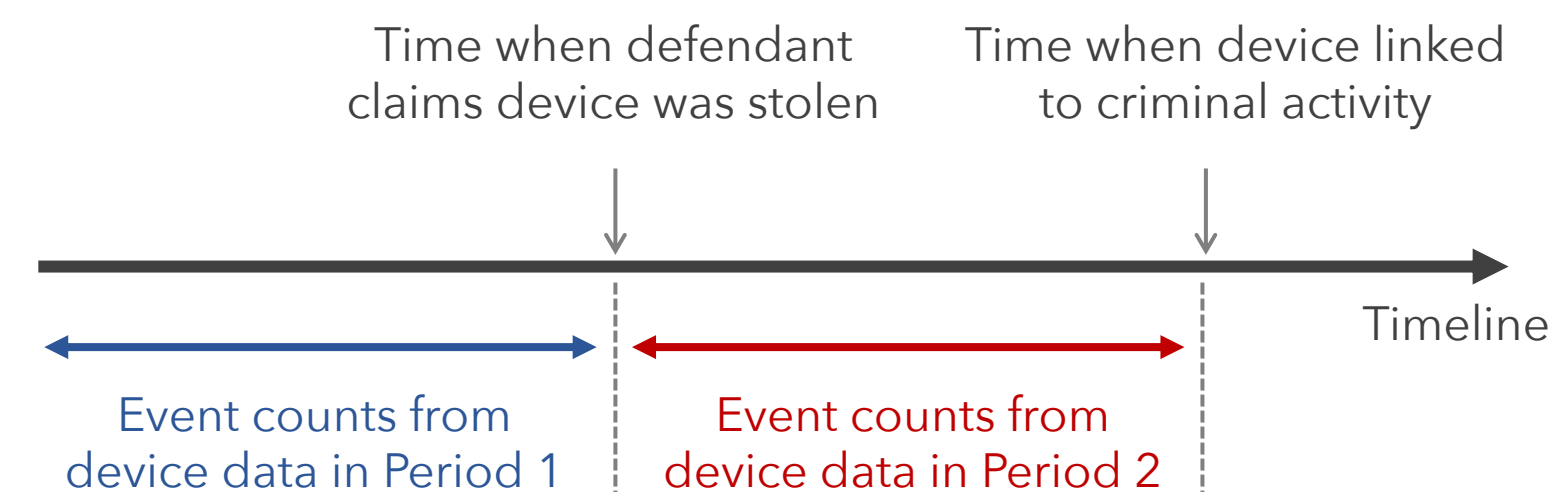 Time when defendant
claims device was stolen
Time when device linked
to criminal activity
Timeline
Event counts from
device data in Period 1
Event counts from
device data in Period 2